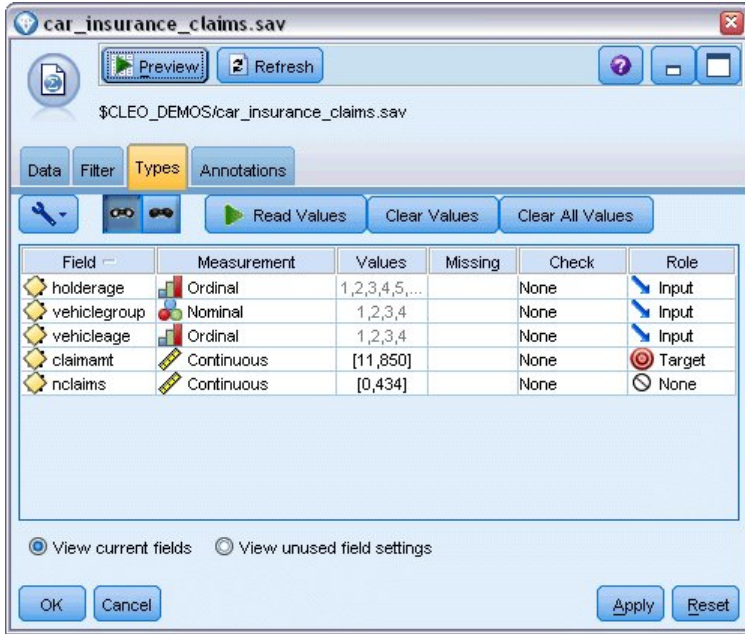 car_insurance_claims.sav
Preview Refresh
$CLEO_DEMOS/car_insurance_claims.sav
Data Filter Types Annotations
Read Values Clear Values Clear All Values
Field Measurement Values Missing Check Role
holderage Ordinal 1,2,3,4,5,... None Input
vehiclegroup Nominal 1,2,3,4 None Input
vehicleage Ordinal 1,2,3,4 None Input
claimamt Continuous [11,850] None Target
nclaims Continuous [0,434] None None
View current fields View unused field settings
OK Cancel Apply Reset